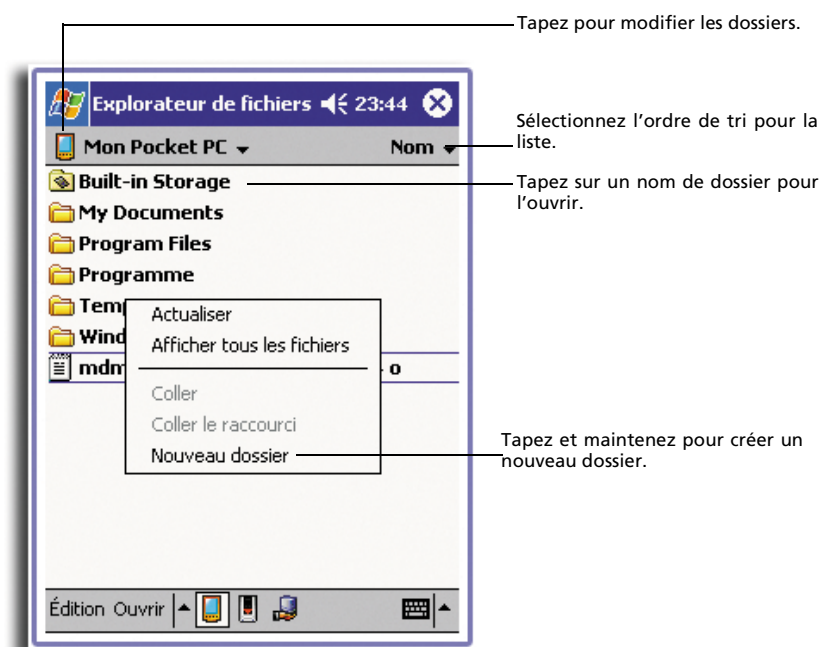 Tapez pour modifier les dossiers.
Explorateur de fichiers 23:44
Mon Pocket PC Nom
Sélectionnez l'ordre de tri pour la
liste.
Built-in Storage
Tapez sur un nom de dossier pour
l'ouvrir.
My Documents
Program Files
Programme
Actualiser
Afficher tous les fichiers
o
Coller
Coller le raccourci
Nouveau dossier
Tapez et maintenez pour créer un
nouveau dossier.
Édition Ouvrir